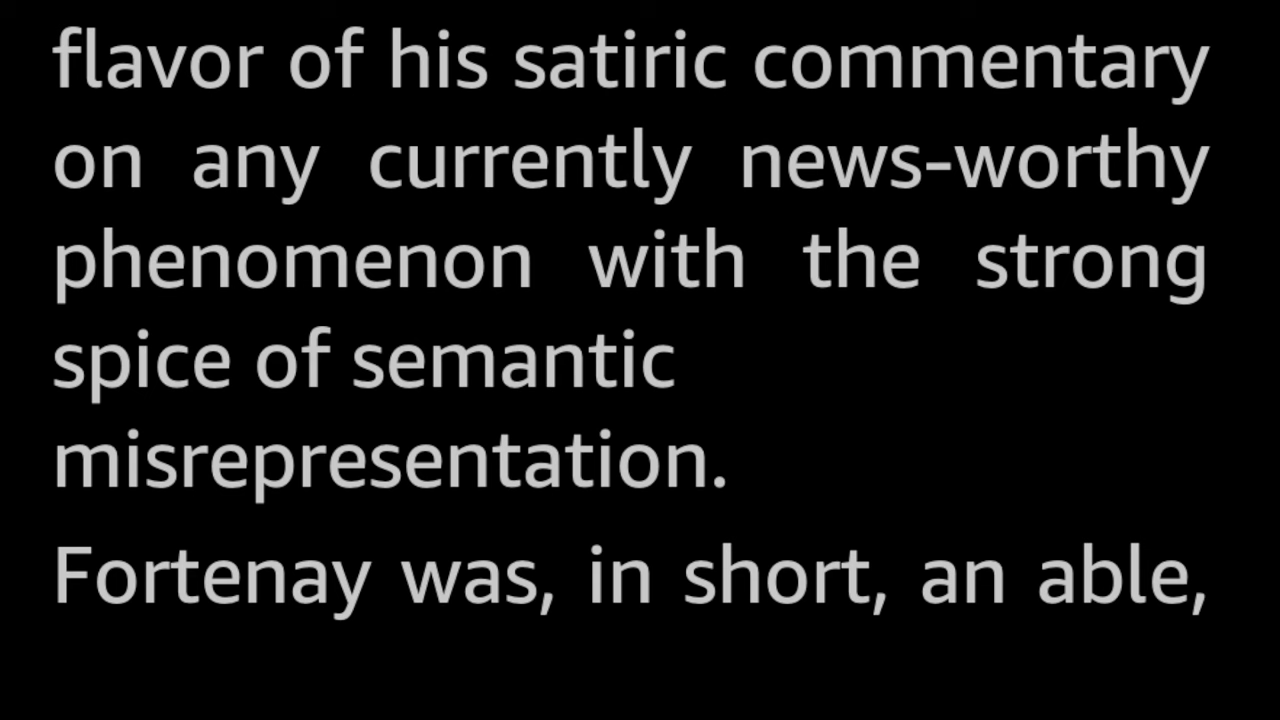 flavor of his satiric commentary
on any currently news-worthy
phenomenon with the strong
spice of semantic
misrepresentation.
Fortenay was, in short, an able,